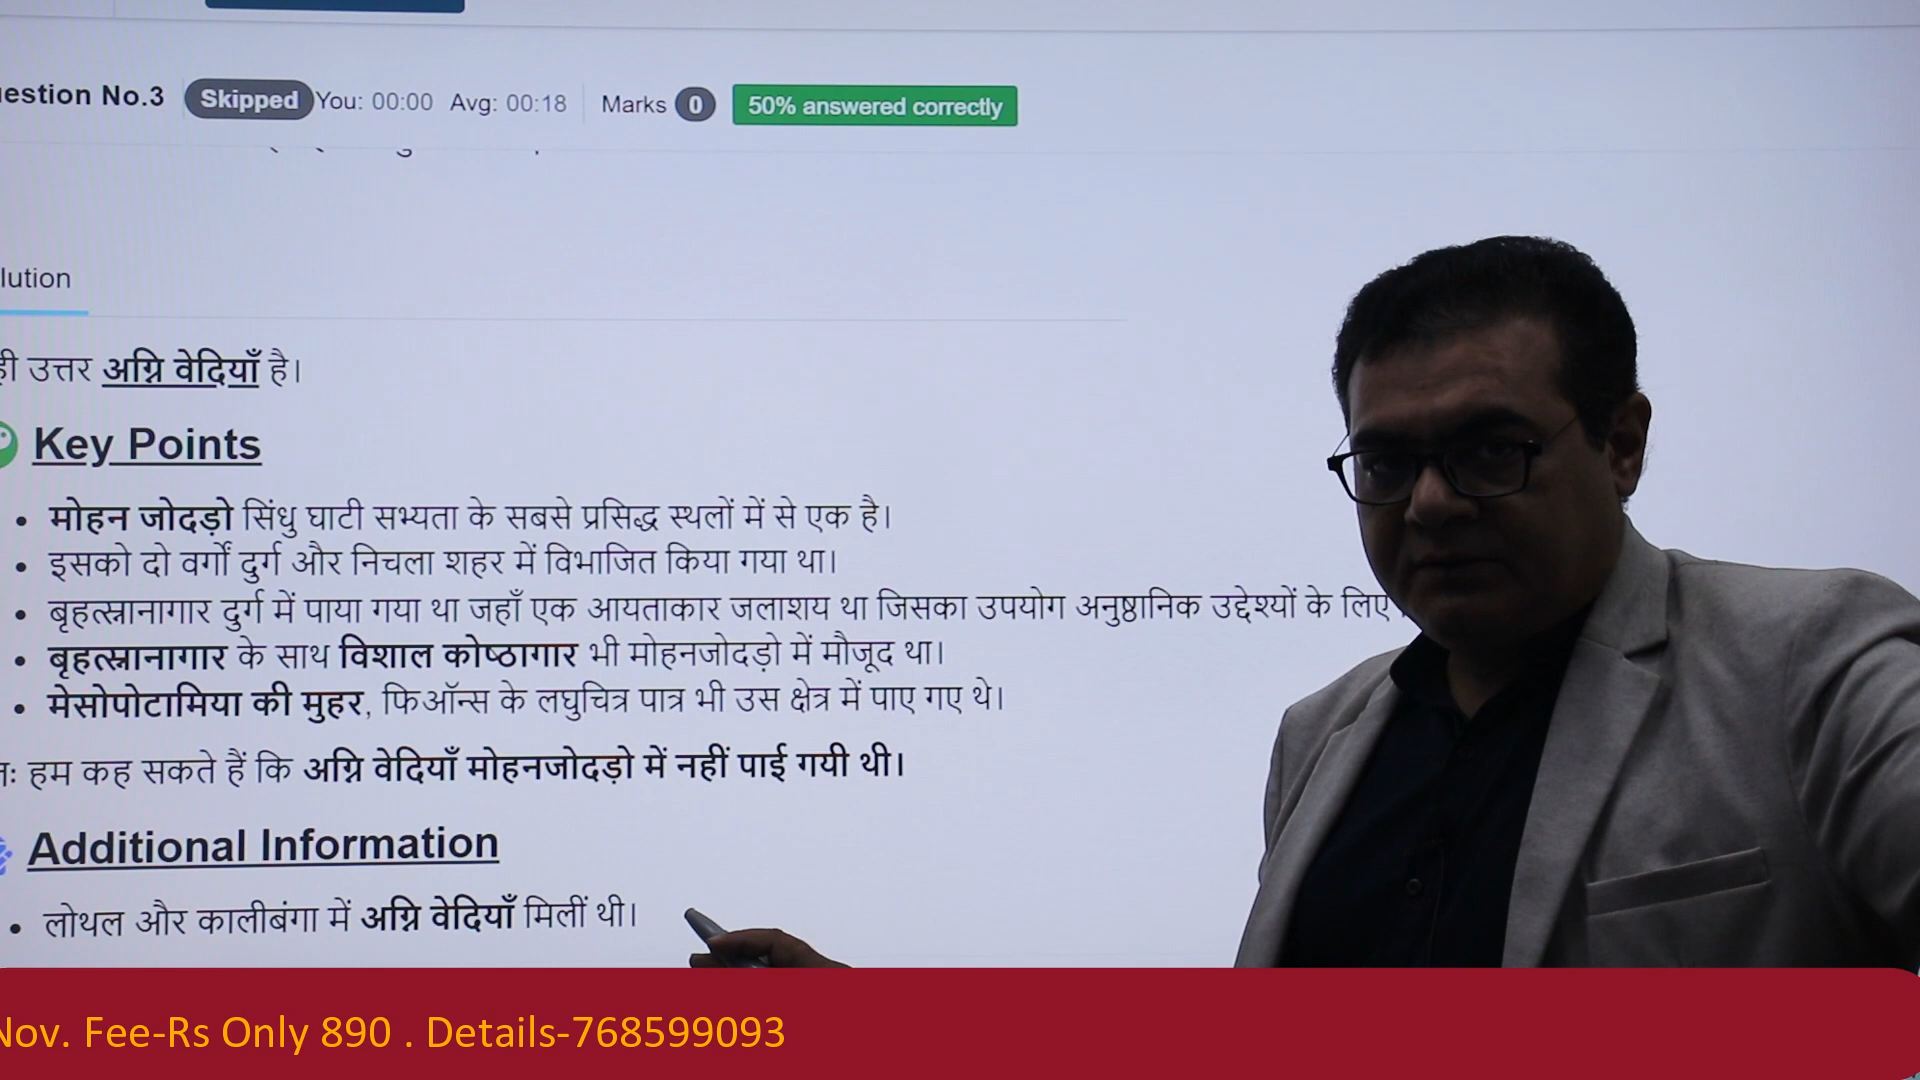 estion No.3 Skipped You: 00:00 Avg: 00:18 Marks 0 50% answered correctly
lution
ही उत्तर अग्नि वेदियाँ है।
Key Points
• मोहन जोदड़ो सिंधु घाटी सभ्यता के सबसे प्रसिद्ध स्थलों में से एक है।
• इसको दो वर्गों दुर्ग और निचला शहर में विभाजित किया गया था।
• बृहत्स्नानागार दुर्ग में पाया गया था जहाँ एक आयताकार जलाशय था जिसका उपयोग अनुष्ठानिक उद्देश्यों के लिए
• बृहत्स्नानागार के साथ विशाल कोष्ठागार भी मोहनजोदड़ो में मौजूद था।
• मेसोपोटामिया की मुहर, फिऑन्स के लघुचित्र पात्र भी उस क्षेत्र में पाए गए थे।
तः हम कह सकते हैं कि अग्नि वेदियाँ मोहनजोदड़ो में नहीं पाई गयी थी।
Additional Information
• लोथल और कालीबंगा में अग्नि वेदियाँ मिलीं थी।
Nov. Fee-Rs Only 890 . Details-768599093